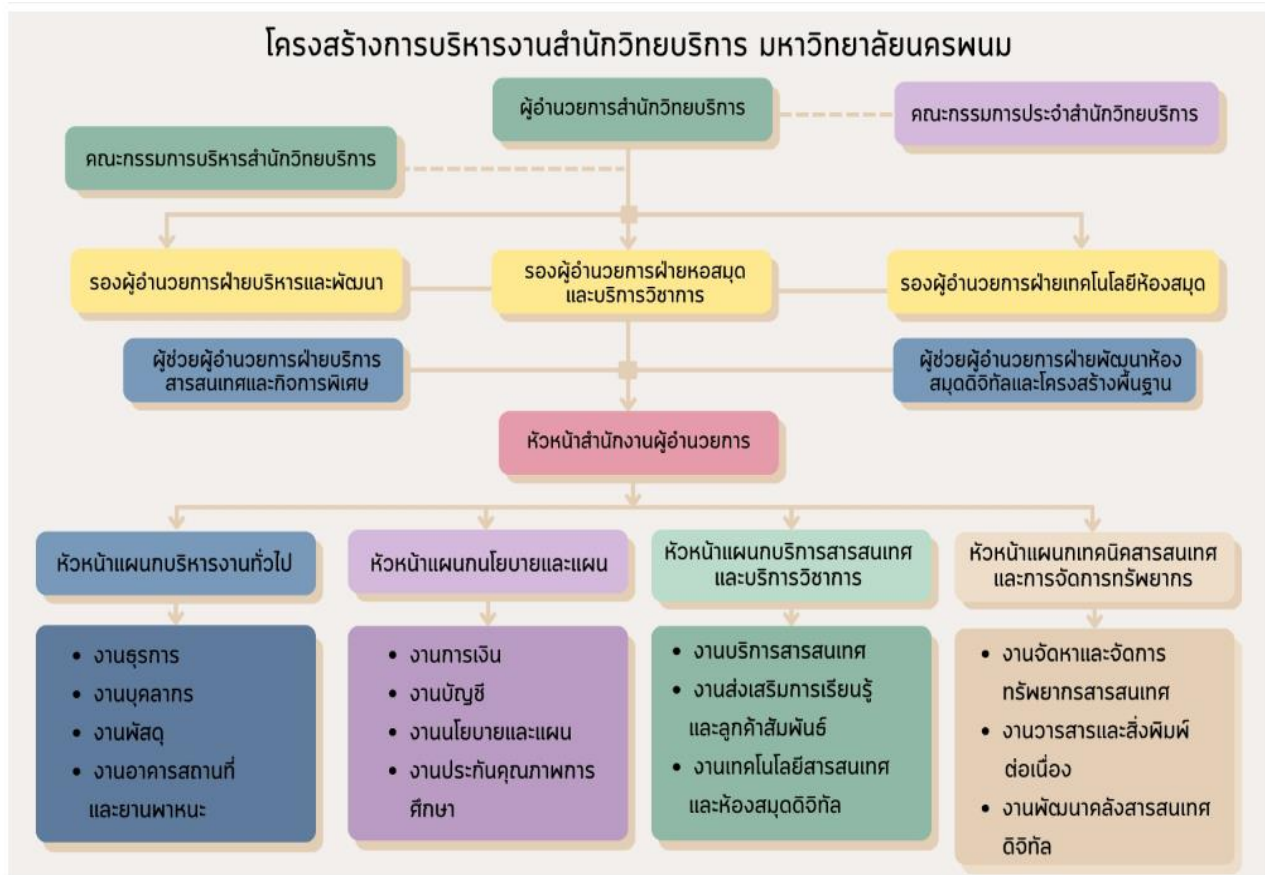 โครงสร้างการบริหารงานสำนักวิทยบริการ มหาวิทยาลัยนครพนม
ผู้อำนวยการสำนักวิทยบริการ
คณะกรรมการประจำสำนักวิทยบริการ
คณะกรรมการบริหารสำนักวิทยบริการ
รองผู้อำนวยการฝ่ายบริหารและพัฒนา
รองผู้อำนวยการฝ่ายหอสมุด
และบริการวิชาการ
รองผู้อำนวยการฝ่ายเทคโนโลยีห้องสมุด
ผู้ช่วยผู้อำนวยการฝ่ายบริการ
สารสนเทศและกิจการพิเศษ
ผู้ช่วยผู้อำนวยการฝ่ายพัฒนาห้อง
สมุดดิจิทัลและโครงสร้างพื้นฐาน
หัวหน้าสำนักงานผู้อำนวยการ
หัวหน้าแผนกบริหารงานทั่วไป
หัวหน้าแผนกนโยบายและแผน
หัวหน้าแผนกบริการสารสนเทศ
และบริการวิชาการ
หัวหน้าแผนกเทคนิคสารสนเทศ
และการจัดการทรัพยากร
• งานธุรการ
• งานบุคลากร
• งานพัสดุ
• งานอาคารสถานที่
และยานพาหนะ
• งานการเงิน
• งานบัญชี
• งานนโยบายและแผน
• งานประกันคุณภาพการ
ศึกษา
• งานบริการสารสนเทศ
• งานส่งเสริมการเรียนรู้
และลูกค้าสัมพันธ์
• งานเทคโนโลยีสารสนเทศ
และห้องสมุดดิจิทัล
• งานจัดหาและจัดการ
ทรัพยากรสารสนเทศ
• งานวารสารและสิ่งพิมพ์
ต่อเนื่อง
• งานพัฒนาคลังสารสนเทศ
ดิจิทัล